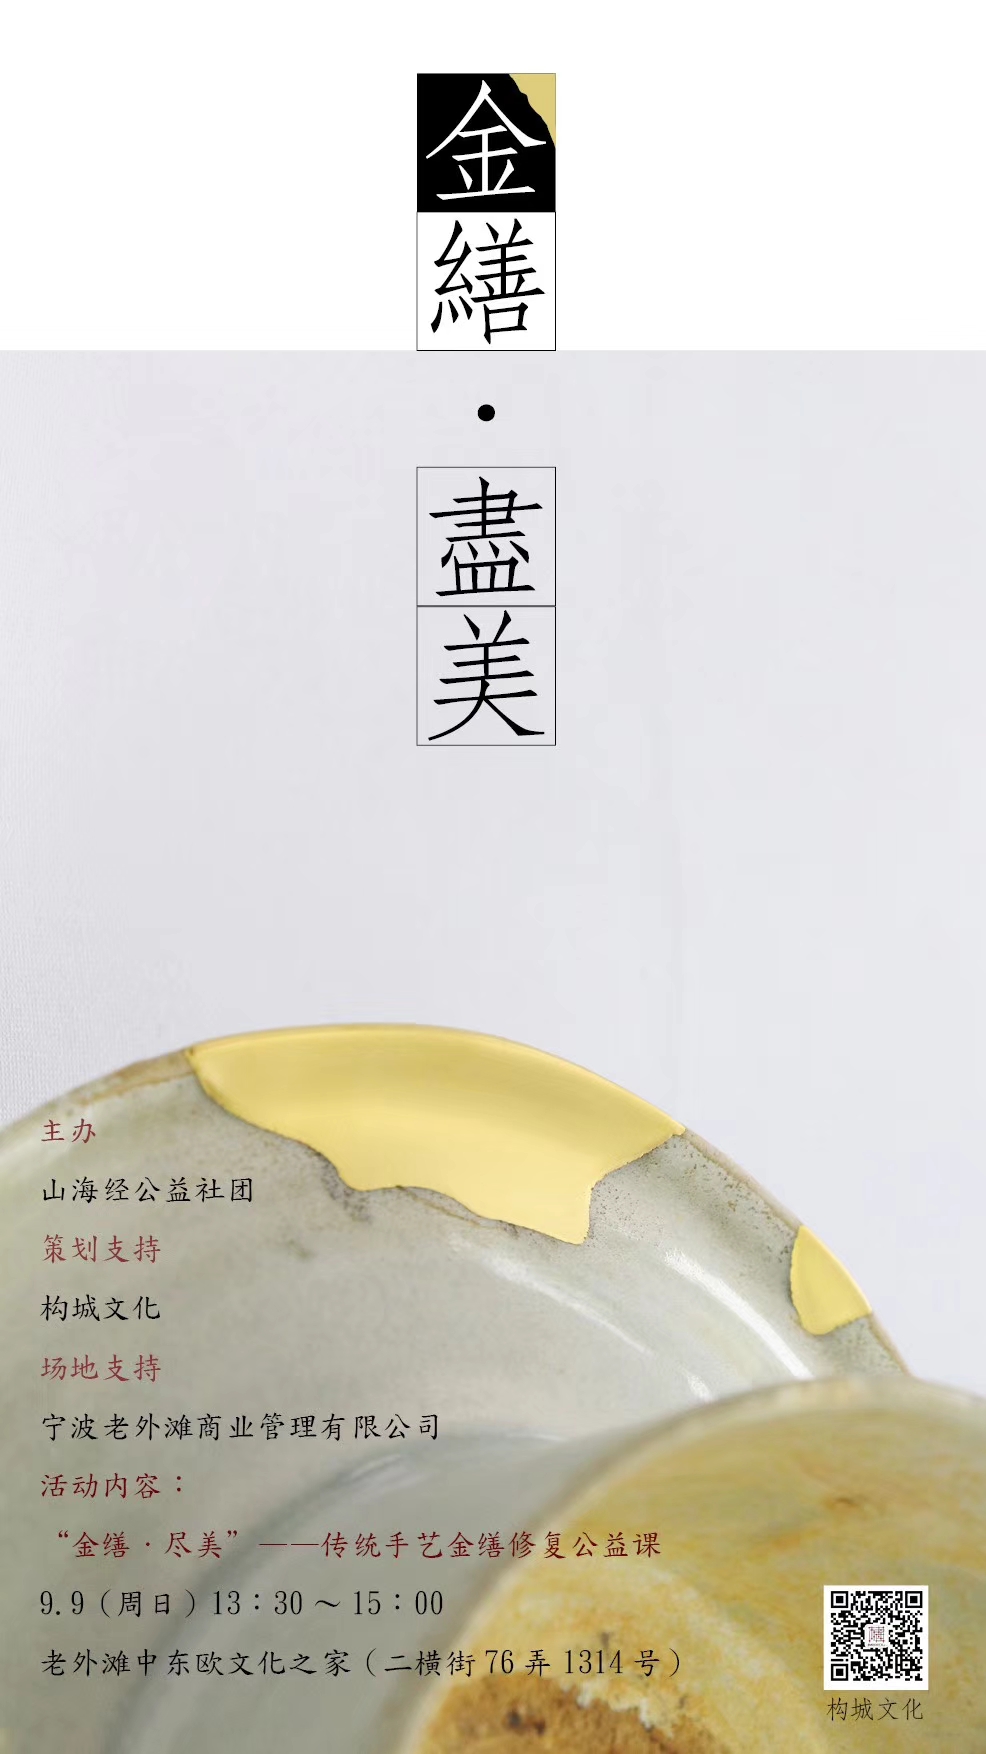 金繕
·
盡美
主办
山海经公益社团
策划支持
构城文化
场地支持
宁波老外滩商业管理有限公司
活动内容：
“金缮·尽美”——传统手艺金缮修复公益课
9.9（周日）13：30～15：00
老外滩中东欧文化之家（二横街76弄1314号）
构城文化